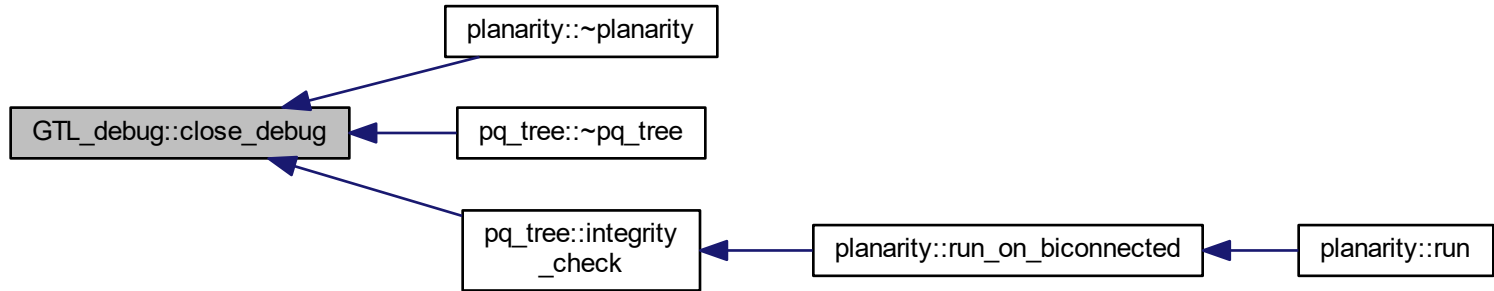 planarity::~planarity
GTL_debug::close_debug
pq_tree::~pq_tree
pq_tree::integrity
_check
planarity::run_on_biconnected
planarity::run